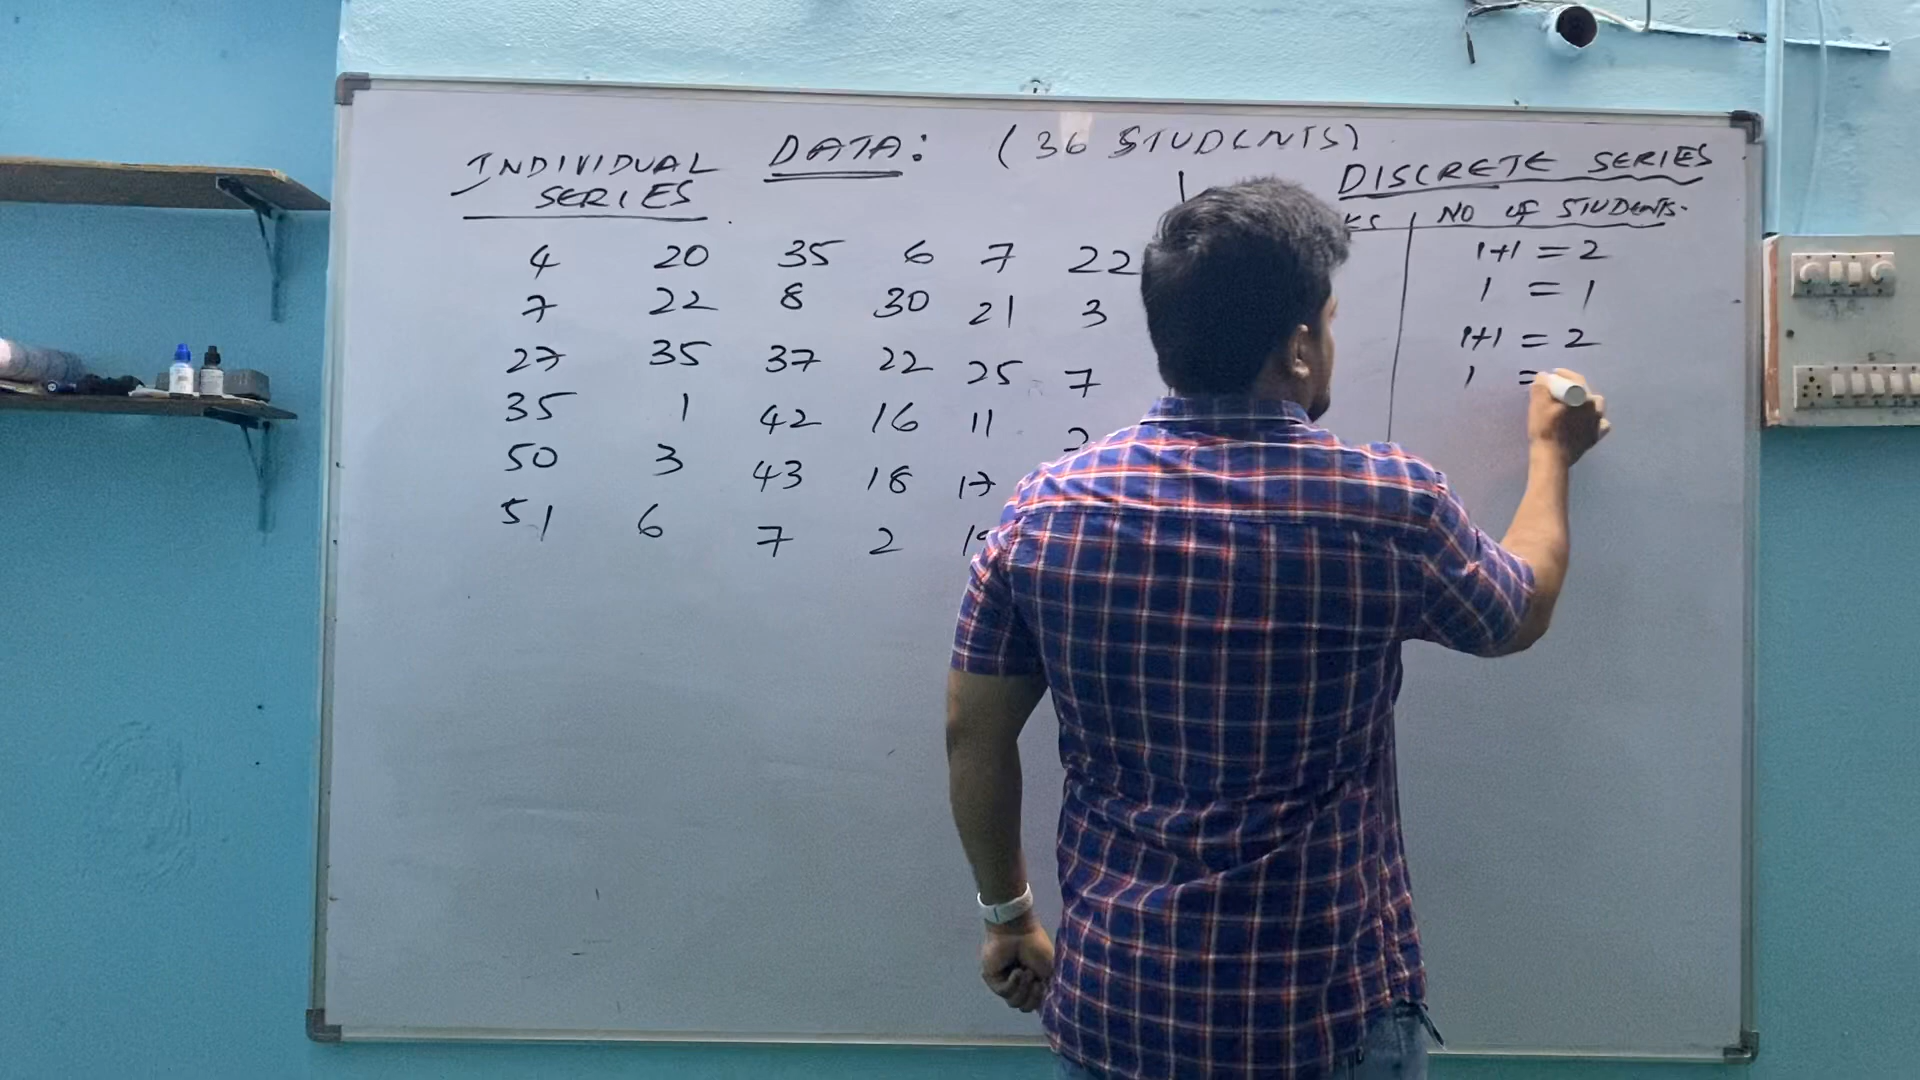 INDIVIDUAL SERIES
DATA: (36 STUDENTS)
4 20 35 6 7 22
7 22 8 30 21 3
27 35 37 22 25 7
35 1 42 16 11
50 3 43 18 17
51 6 7 2
DISCRETE SERIES
NO OF STUDENTS.
1+1 = 2
1 = 1
1+1 = 2
1 =